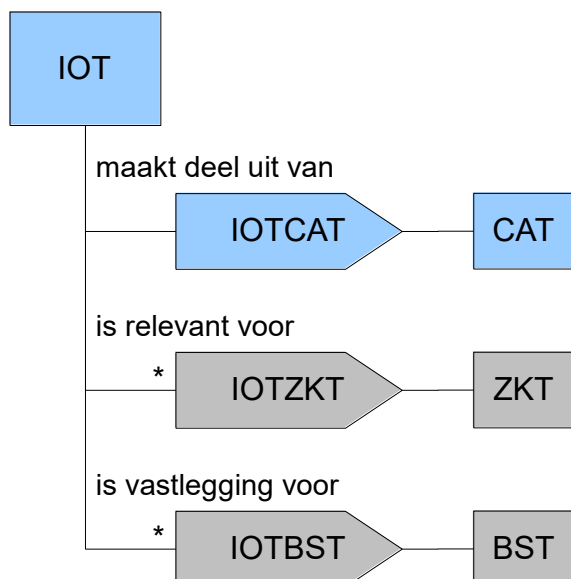 IOT
maakt deel uit van
IOTCAT CAT
is relevant voor
* IOTZKT ZKT
is vastlegging voor
* IOTBST BST